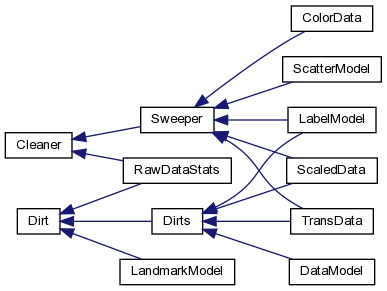 ColorData
ScatterModel
Sweeper
LabelModel
Cleaner
RawDataStats
ScaledData
Dirt
Dirts
TransData
LandmarkModel
DataModel